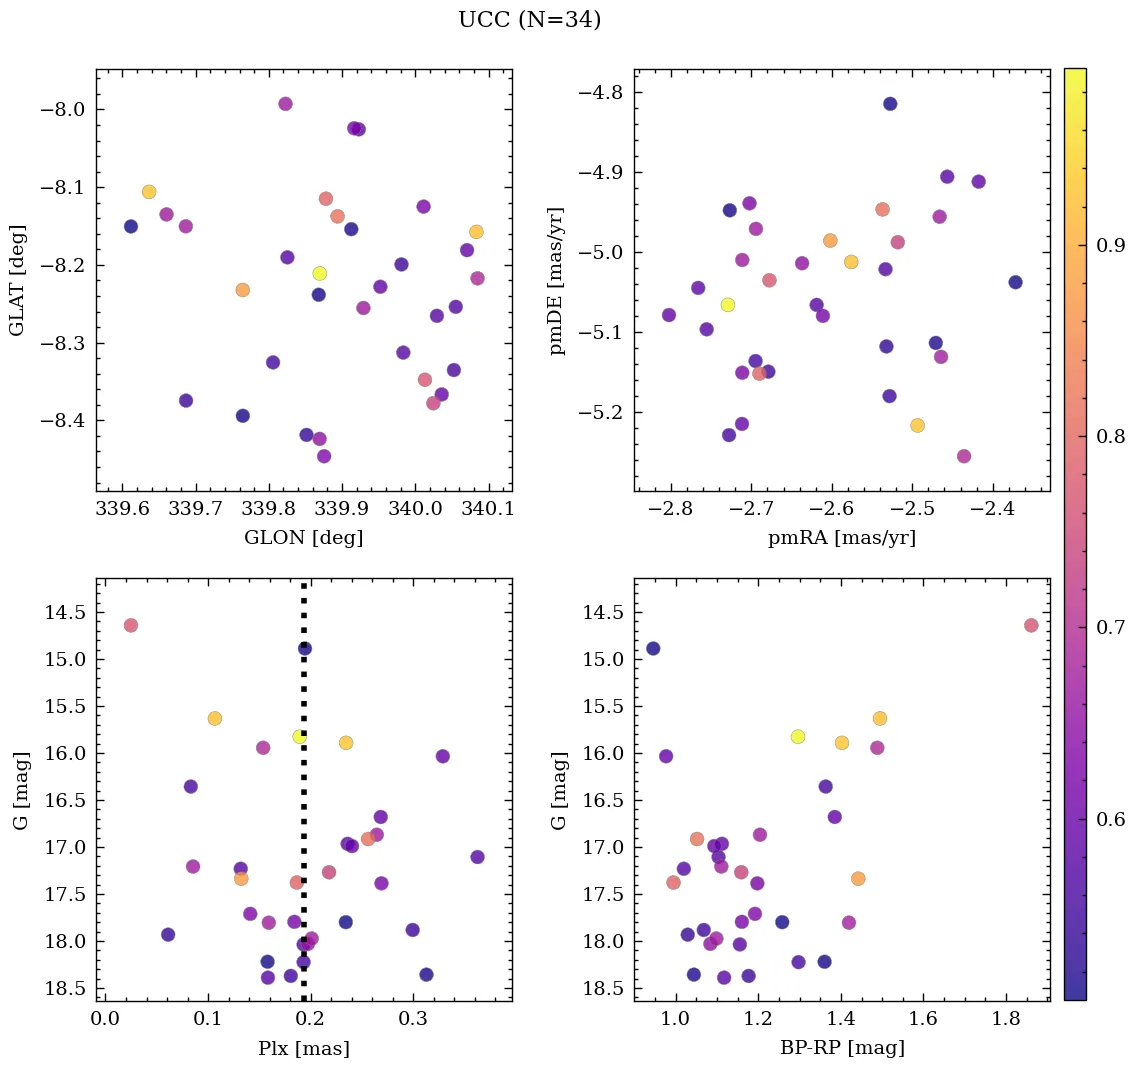 UCC (N=34)
−8.0
−8.1
−8.2
−8.3
−8.4
GLAT [deg]
339.6 339.7 339.8 339.9 340.0 340.1
GLON [deg]
−4.8
−4.9
−5.0
−5.1
−5.2
pmDE [mas/yr]
−2.8 −2.7 −2.6 −2.5 −2.4
pmRA [mas/yr]
14.5
15.0
15.5
16.0
16.5
17.0
17.5
18.0
18.5
G [mag]
0.0 0.1 0.2 0.3
Plx [mas]
14.5
15.0
15.5
16.0
16.5
17.0
17.5
18.0
18.5
G [mag]
1.0 1.2 1.4 1.6 1.8
BP-RP [mag]
0.9
0.8
0.7
0.6